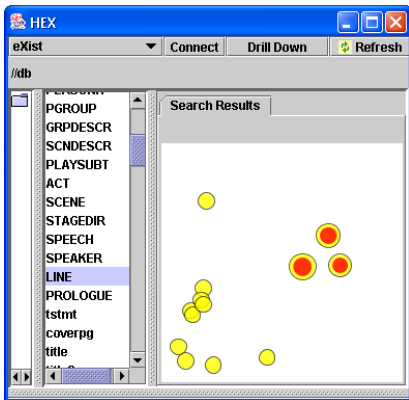 HEX
eXist Connect Drill Down Refresh
//db
PGROUP
GRPDESCR
SCNDESCR
PLAYSUBT
ACT
SCENE
STAGEDIR
SPEECH
SPEAKER
LINE
PROLOGUE
tstmt
coverpg
title
Search Results